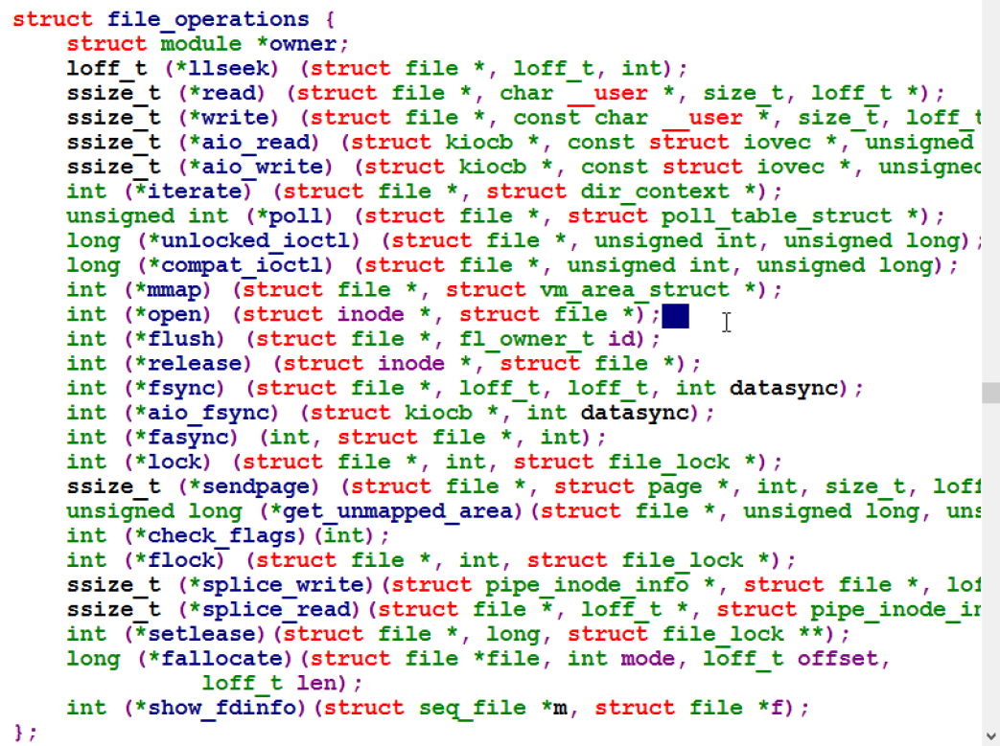 struct file_operations {
    struct module *owner;
    loff_t (*llseek) (struct file *, loff_t, int);
    ssize_t (*read) (struct file *, char __user *, size_t, loff_t *);
    ssize_t (*write) (struct file *, const char __user *, size_t, loff_t
    ssize_t (*aio_read) (struct kiocb *, const struct iovec *, unsigned
    ssize_t (*aio_write) (struct kiocb *, const struct iovec *, unsigned
    int (*iterate) (struct file *, struct dir_context *);
    unsigned int (*poll) (struct file *, struct poll_table_struct *);
    long (*unlocked_ioctl) (struct file *, unsigned int, unsigned long);
    long (*compat_ioctl) (struct file *, unsigned int, unsigned long);
    int (*mmap) (struct file *, struct vm_area_struct *);
    int (*open) (struct inode *, struct file *);
    int (*flush) (struct file *, fl_owner_t id);
    int (*release) (struct inode *, struct file *);
    int (*fsync) (struct file *, loff_t, loff_t, int datasync);
    int (*aio_fsync) (struct kiocb *, int datasync);
    int (*fasync) (int, struct file *, int);
    int (*lock) (struct file *, int, struct file_lock *);
    ssize_t (*sendpage) (struct file *, struct page *, int, size_t, loff
    unsigned long (*get_unmapped_area)(struct file *, unsigned long, uns
    int (*check_flags)(int);
    int (*flock) (struct file *, int, struct file_lock *);
    ssize_t (*splice_write)(struct pipe_inode_info *, struct file *, lof
    ssize_t (*splice_read)(struct file *, loff_t *, struct pipe_inode_in
    int (*setlease)(struct file *, long, struct file_lock **);
    long (*fallocate)(struct file *file, int mode, loff_t offset,
              loff_t len);
    int (*show_fdinfo)(struct seq_file *m, struct file *f);
};